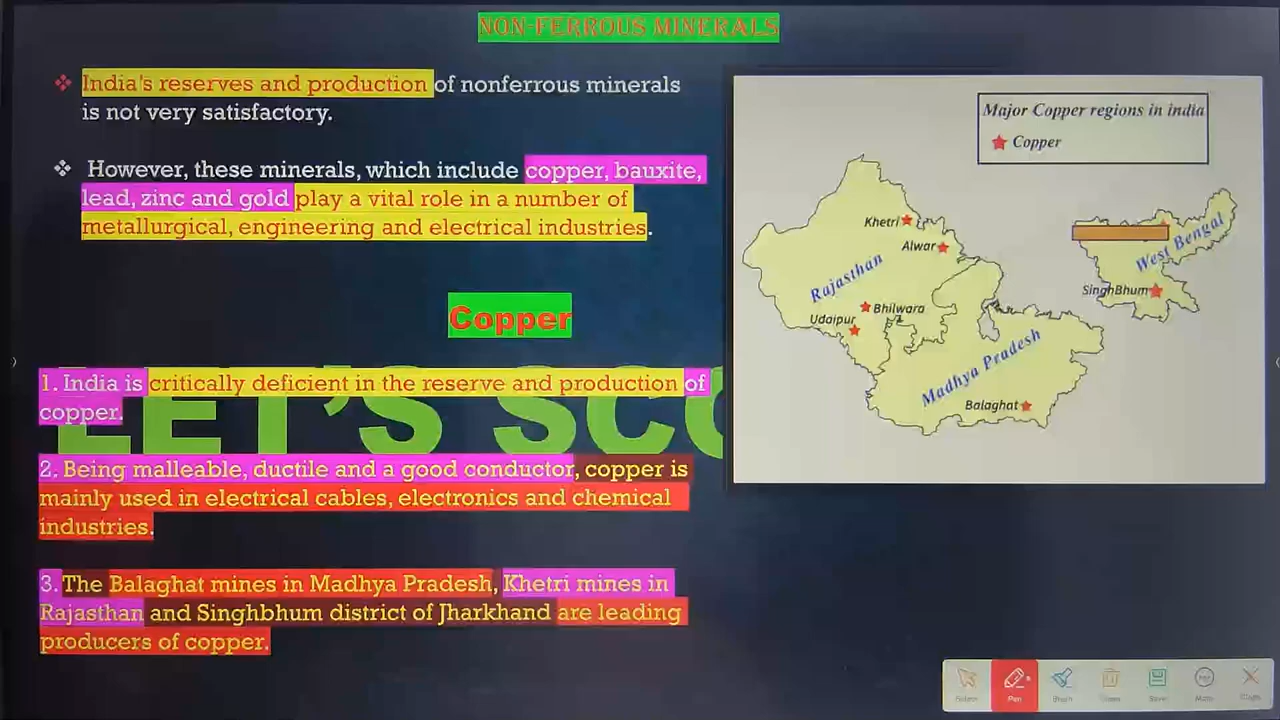 NON-FERROUS MINERALS
❖ India's reserves and production of nonferrous minerals
is not very satisfactory.
❖ However, these minerals, which include copper, bauxite,
lead, zinc and gold play a vital role in a number of
metallurgical, engineering and electrical industries.
Copper
1. India is critically deficient in the reserve and production of
copper.
LET'S SCO
2. Being malleable, ductile and a good conductor, copper is
mainly used in electrical cables, electronics and chemical
industries.
3. The Balaghat mines in Madhya Pradesh, Khetri mines in
Rajasthan and Singhbhum district of Jharkhand are leading
producers of copper.
Major Copper regions in india
Copper
Khetri
Alwar
Rajasthan
Bhilwara
Udaipur
West Bengal
SinghBhum
Madhya Pradesh
Balaghat
Select
Pen
Save
More